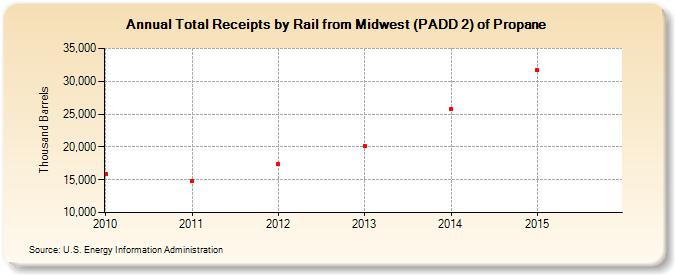 Annual Total Receipts by Rail from Midwest (PADD 2) of Propane
Thousand Barrels
35,000
30,000
25,000
20,000
15,000
10,000
2010 2011 2012 2013 2014 2015
Source: U.S. Energy Information Administration